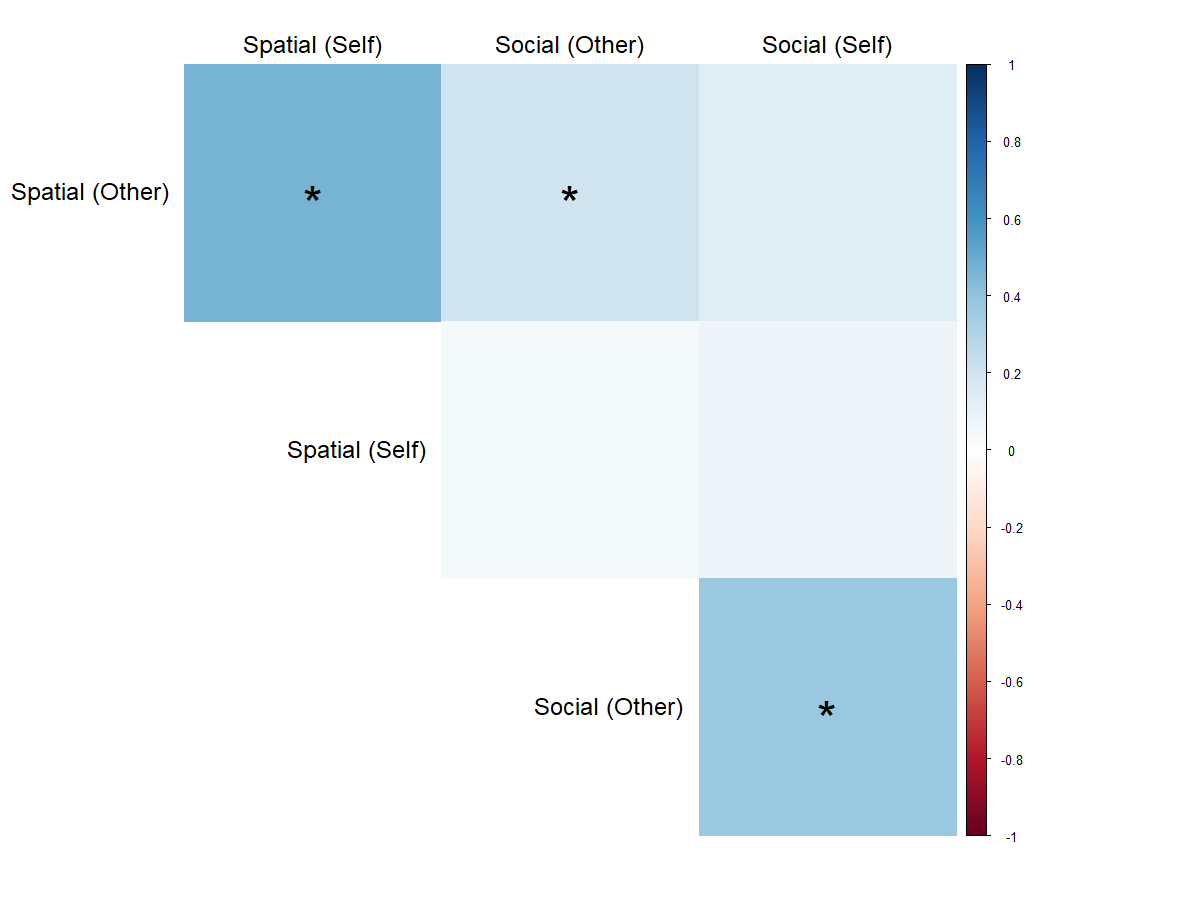 Spatial (Self) Social (Other) Social (Self)
1
0.8
Spatial (Other) * *
0.6
0.4
0.2
Spatial (Self)
0
-0.2
-0.4
-0.6
Social (Other) *
-0.8
-1